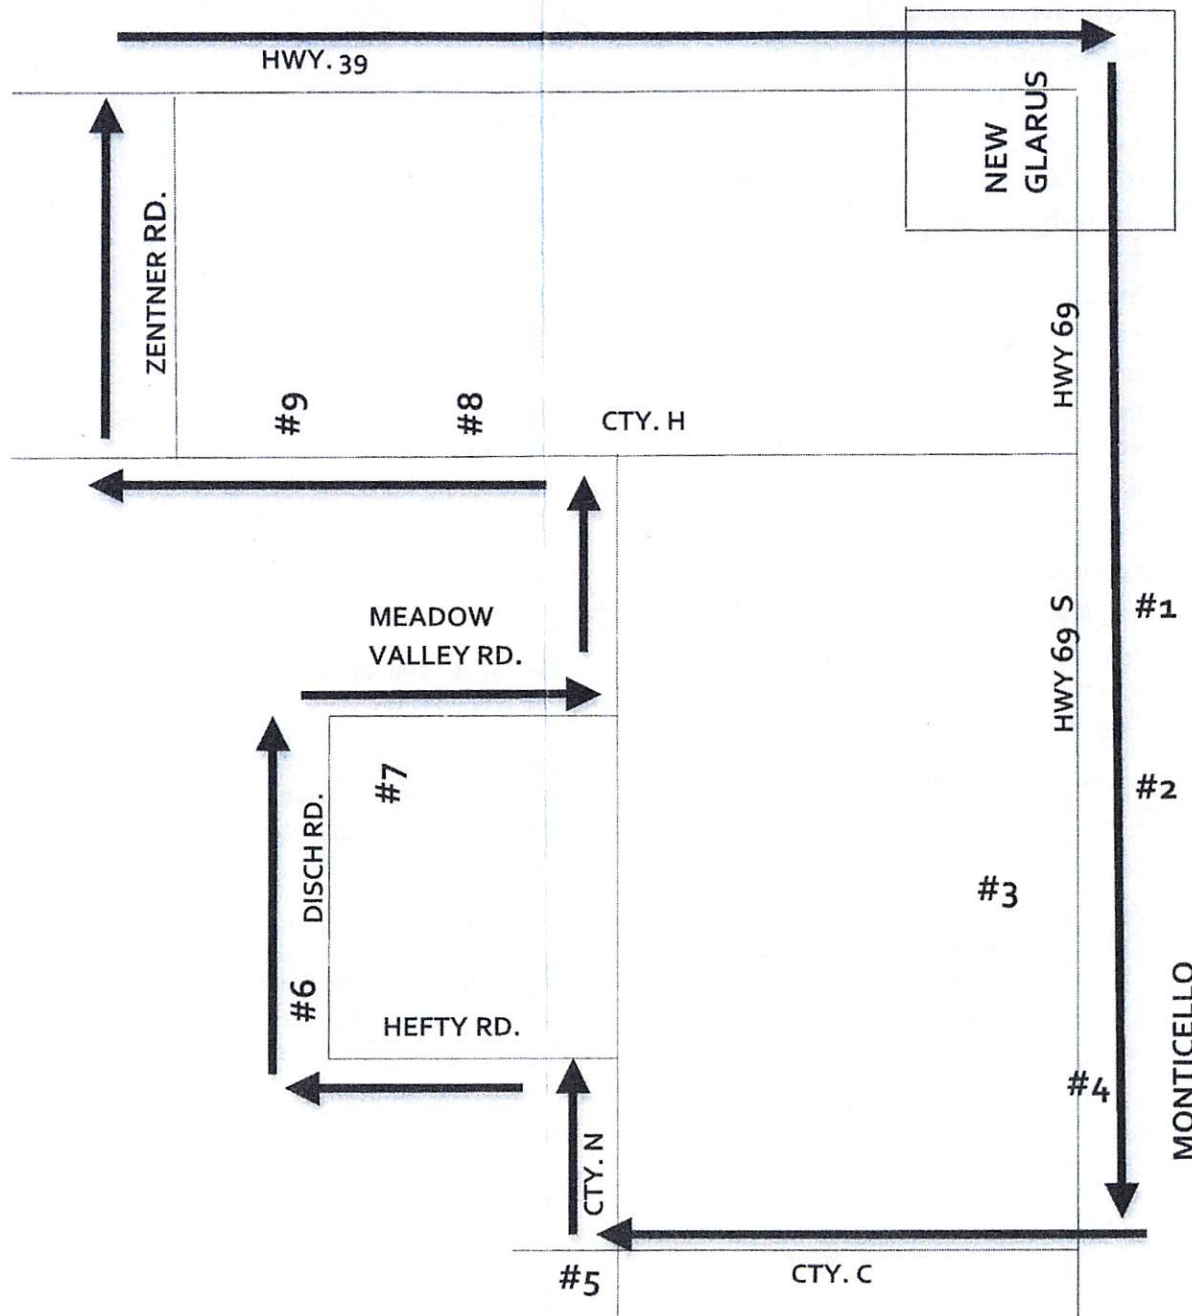 HWY. 39
NEW
GLARUS
ZENTNER RD.
HWY 69
#9
#8
CTY. H
MEADOW
VALLEY RD.
HWY 69 S
#1
#7
#2
DISCH RD.
#3
#6
HEFTY RD.
MONTICELLO
#4
CTY. N
#5
CTY. C